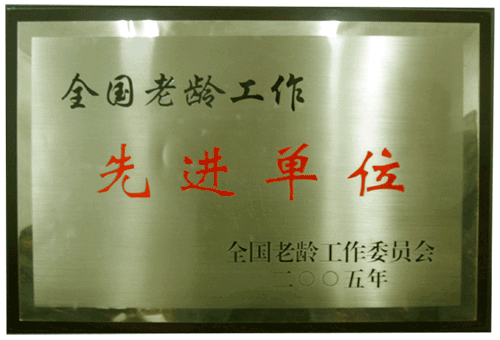 全国老龄工作
先进单位
全国老龄工作委员会
二〇〇五年